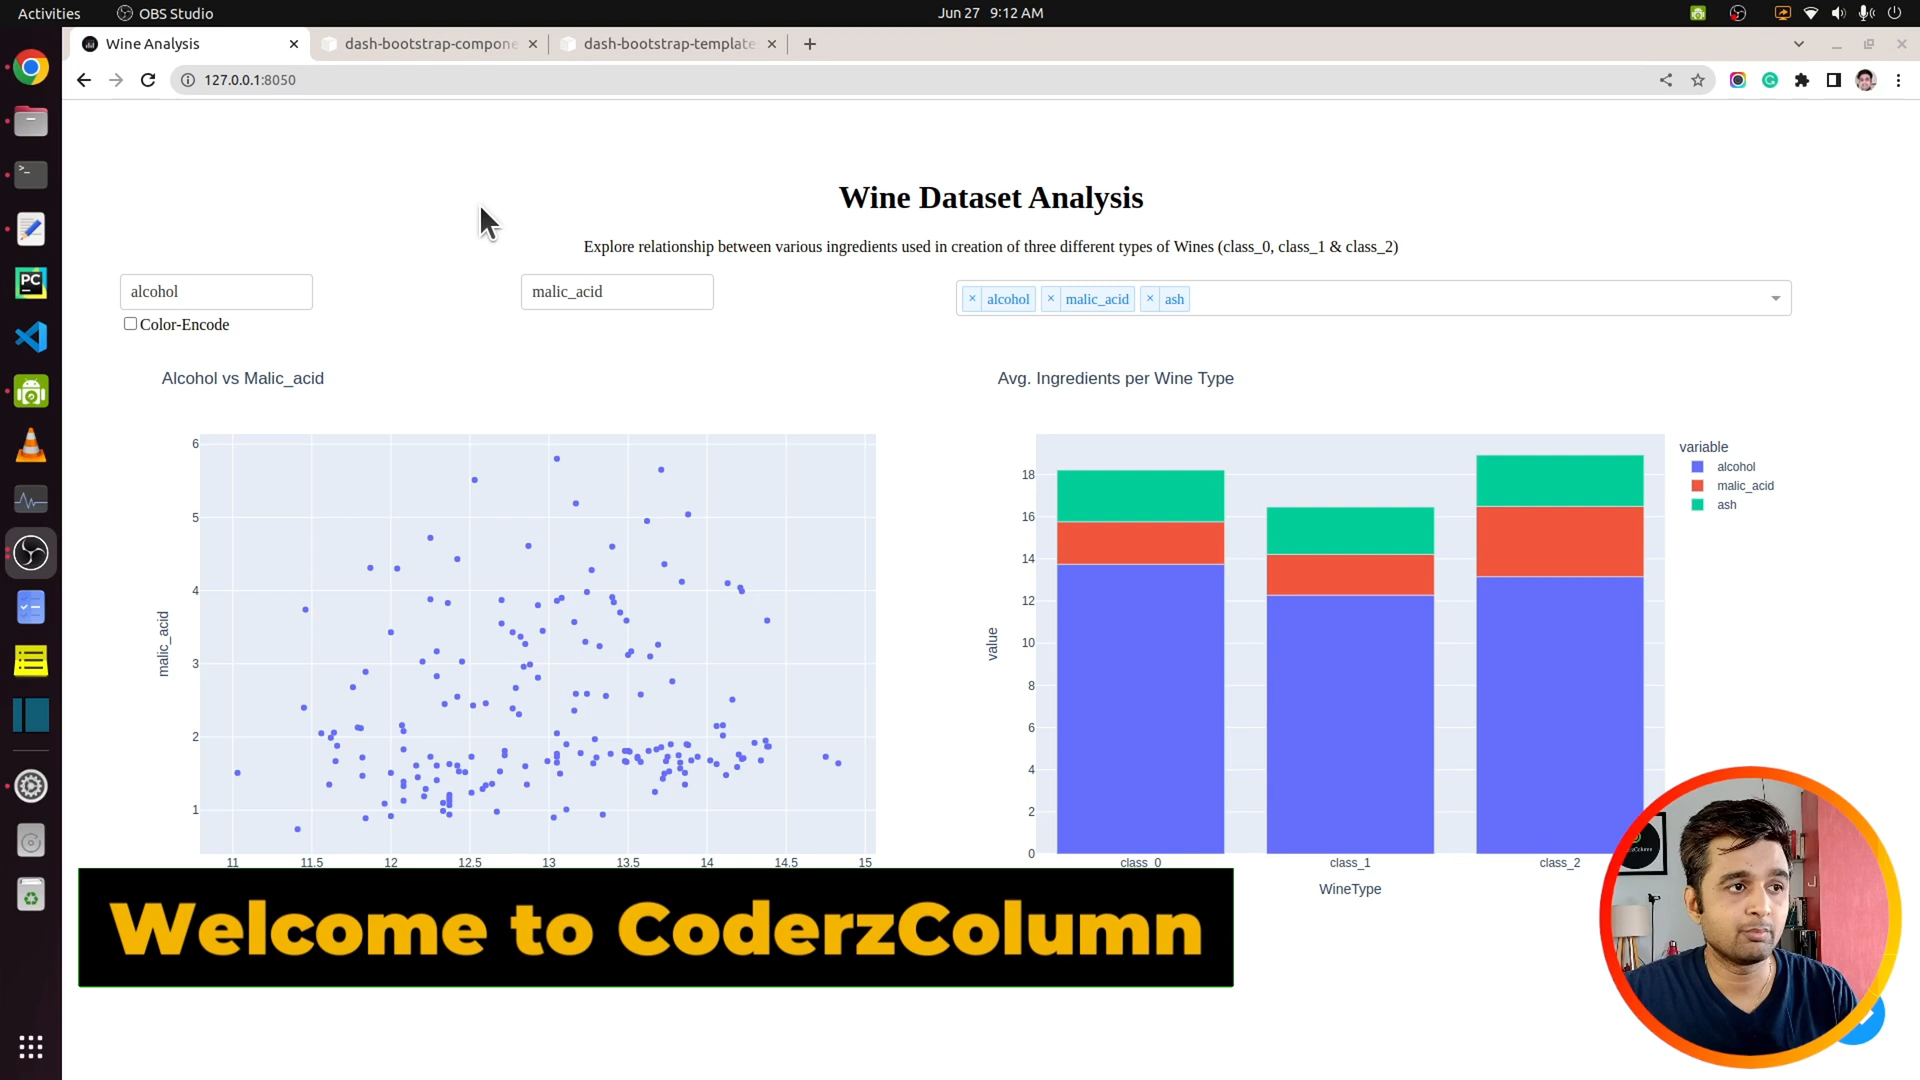 Activities
OBS Studio
Jun 27 9:12 AM
Wine Analysis
dash-bootstrap-compone
dash-bootstrap-template
127.0.0.1:8050
Wine Dataset Analysis
Explore relationship between various ingredients used in creation of three different types of Wines (class_0, class_1 & class_2)
alcohol
malic_acid
× alcohol × malic_acid × ash
Color-Encode
Alcohol vs Malic_acid
6
5
4
3
2
1
malic_acid
11 11.5 12 12.5 13 13.5 14 14.5 15
Avg. Ingredients per Wine Type
18
16
14
12
10
8
6
4
2
0
value
class_0 class_1 class_2
WineType
variable
alcohol
malic_acid
ash
Welcome to CoderzColumn
PC